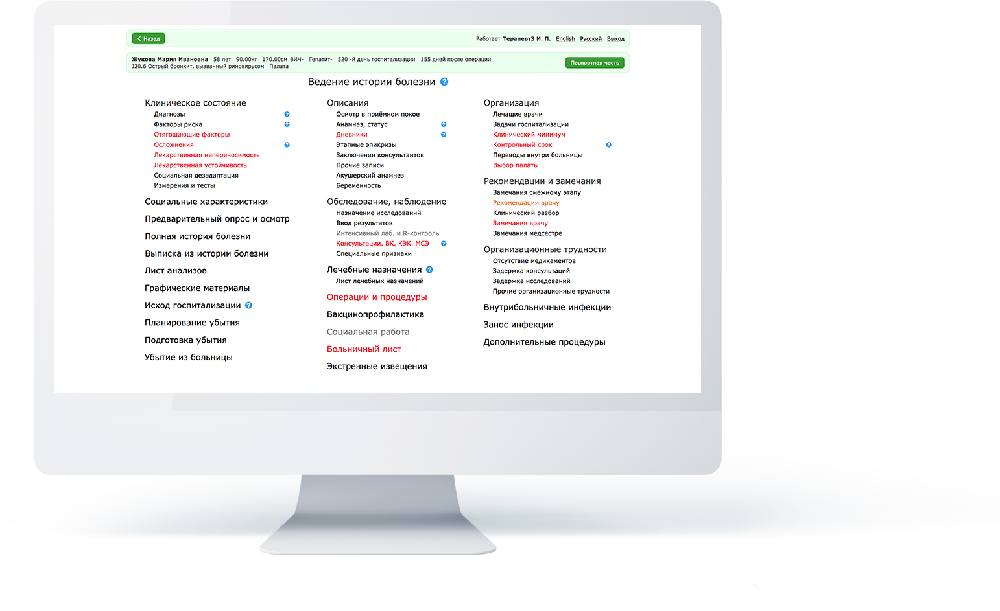 Назад
Работает Терапевт3 И. П. English Русский Выход
Жукова Мария Ивановна 58 лет 90.00кг 170.00см ВИЧ- Гепатит- 520 -й день госпитализации 155 дней после операции
J20.6 Острый бронхит, вызванный риновирусом Палата
Паспортная часть
Ведение истории болезни ?
Клиническое состояние
Диагнозы ?
Факторы риска ?
Отягощающие факторы
Осложнения ?
Лекарственная непереносимость
Лекарственная устойчивость
Социальная дезадаптация
Измерения и тесты
Социальные характеристики
Предварительный опрос и осмотр
Полная история болезни
Выписка из истории болезни
Лист анализов
Графические материалы
Исход госпитализации ?
Планирование убытия
Подготовка убытия
Убытие из больницы
Описания
Осмотр в приёмном покое
Анамнез, статус ?
Дневники ?
Этапные эпикризы
Заключения консультантов
Прочие записи
Акушерский анамнез
Беременность
Обследование, наблюдение
Назначение исследований
Ввод результатов
Интенсивный лаб. и R-контроль
Консультации. ВК. КЭК. МСЭ ?
Специальные признаки
Лечебные назначения ?
Лист лечебных назначений
Операции и процедуры
Вакцинопрофилактика
Социальная работа
Больничный лист
Экстренные извещения
Организация
Лечащие врачи
Задачи госпитализации
Клинический минимум
Контрольный срок ?
Переводы внутри больницы
Выбор палаты
Рекомендации и замечания
Замечания смежному этапу
Рекомендации врачу
Клинический разбор
Замечания врачу
Замечания медсестре
Организационные трудности
Отсутствие медикаментов
Задержка консультаций
Задержка исследований
Прочие организационные трудности
Внутрибольничные инфекции
Занос инфекции
Дополнительные процедуры